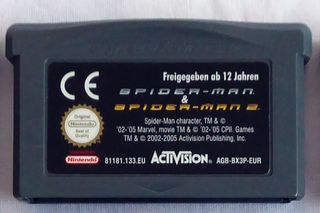 CE
Freigegeben ab 12 Jahren
SPIDER-MAN
&
SPIDER-MAN 2
Original
Nintendo
Seal of
Quality
Spider-Man character, TM & ©
'02-'05 Marvel, movie TM & © '02-'05 CPII. Games
TM & © 2002-2005 Activision Publishing, Inc.
81181.133.EU
ACTIVISION
AGB-BX3P-EUR